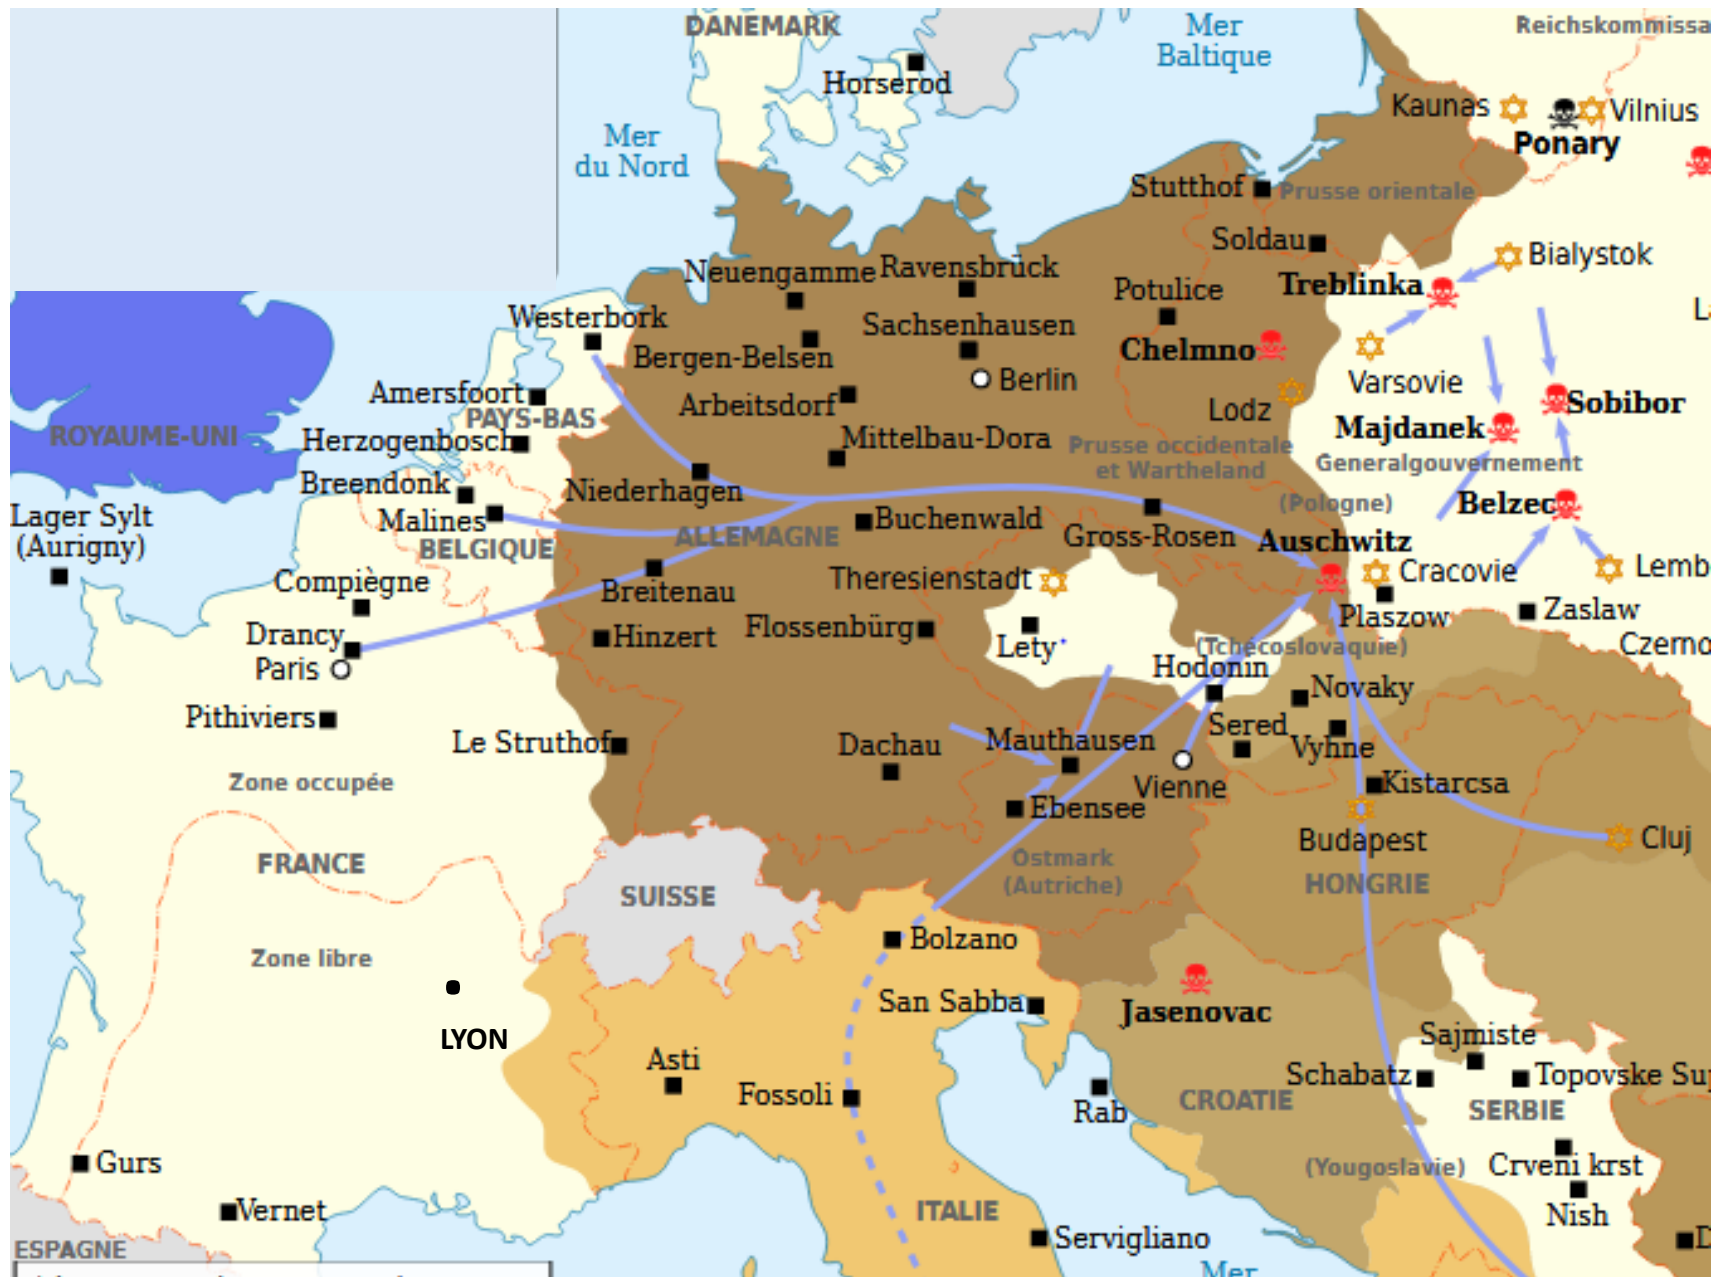 DANEMARK
Mer
Baltique
Reichskommissa
Horserod
Kaunas
Vilnius
Ponary
Mer
du Nord
Stutthof
Prusse orientale
Soldau
Bialystok
Neuengamme
Ravensbrück
Treblinka
Potulice
Westerbork
Sachsenhausen
Bergen-Belsen
Chelmno
Berlin
Varsovie
Amersfoort
Arbeitsdorf
Lodz
Sobibor
PAYS-BAS
Majdanek
ROYAUME-UNI
Herzogenbosch
Mittelbau-Dora
Prusse occidentale
et Wartheland
Generalgouvernement
(Pologne)
Breendonk
Niederhagen
Belzec
Lager Sylt
(Aurigny)
Malines
Buchenwald
BELGIQUE
ALLEMAGNE
Gross-Rosen
Auschwitz
Compiègne
Breitenau
Theresienstadt
Cracovie
Lemb
Plaszow
Zaslaw
Drancy
Hinzert
Flossenbürg
Lety
(Tchécoslovaquie)
Czerno
Paris
Hodonin
Novaky
Pithiviers
Le Struthof
Dachau
Mauthausen
Sered
Vyhne
Zone occupée
Vienne
Kistarcsa
Ebensee
Budapest
Cluj
FRANCE
Ostmark
(Autriche)
HONGRIE
SUISSE
Bolzano
Zone libre
San Sabba
Jasenovac
LYON
Sajmiste
Asti
Fossoli
Schabatz
Topovske Su
Rab
CROATIE
SERBIE
Gurs
(Yougoslavie)
Crveni krst
Vernet
ITALIE
Nish
ESPAGNE
Servigliano
D
Mer